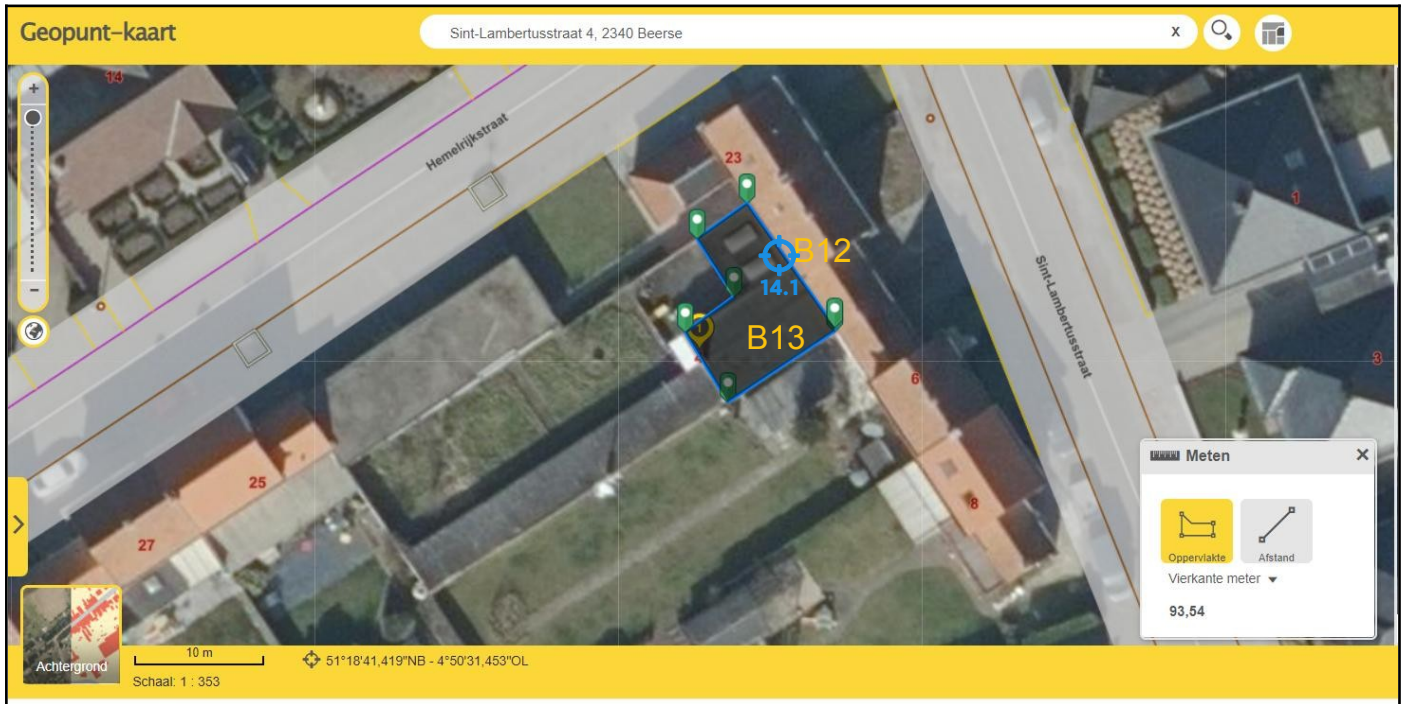 Geopunt-kaart
Sint-Lambertusstraat 4, 2340 Beerse
x
14
+
Hemelrijkstraat
23
1
B12
14.1
Sint-Lambertusstraat
1
B13
4
3
6
−
25
27
8
Meten
X
Oppervlakte
Afstand
Vierkante meter
93,54
Achtergrond
10 m
Schaal: 1 : 353
51°18'41,419"NB - 4°50'31,453"OL